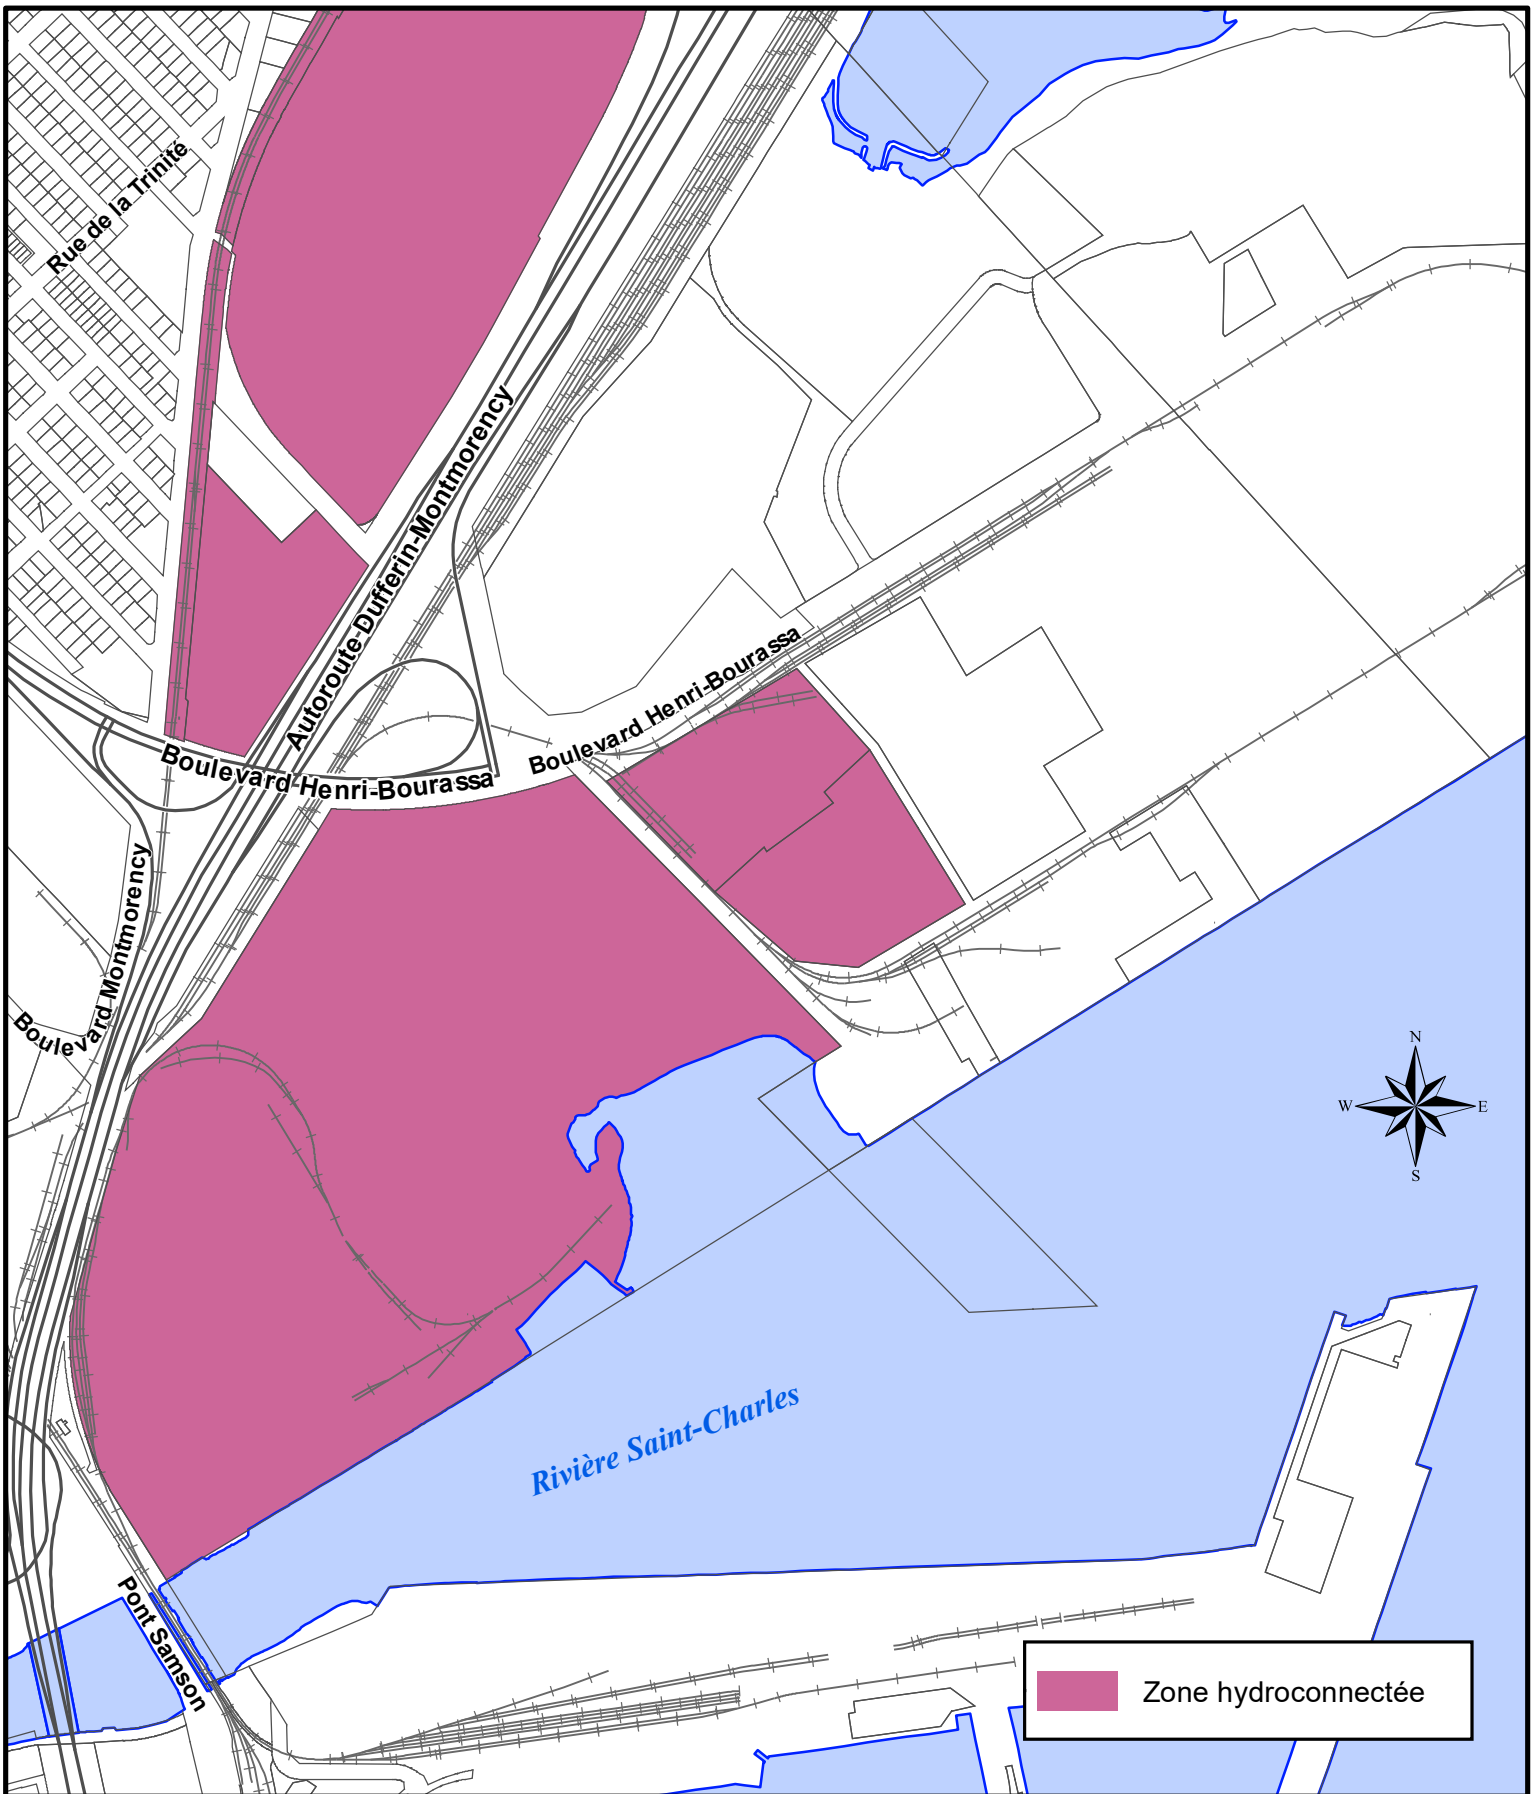 Rue de la Trinité
Autoroute-Dufferin-Montmorency
Boulevard Henri-Bourassa
Boulevard Henri-Bourassa
Boulevard Montmorency
N
W
E
S
Rivière Saint-Charles
Pont Samson
Zone hydroconnectée